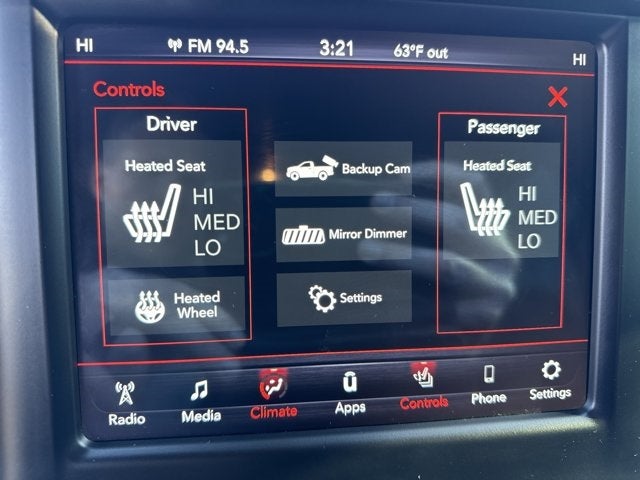 HI FM 94.5 3:21 63°F out HI
Controls
Driver
Heated Seat
HI
MED
LO
Heated
Wheel
Backup Cam
Mirror Dimmer
Settings
Passenger
Heated Seat
HI
MED
LO
Radio Media Climate Apps Controls Phone Settings